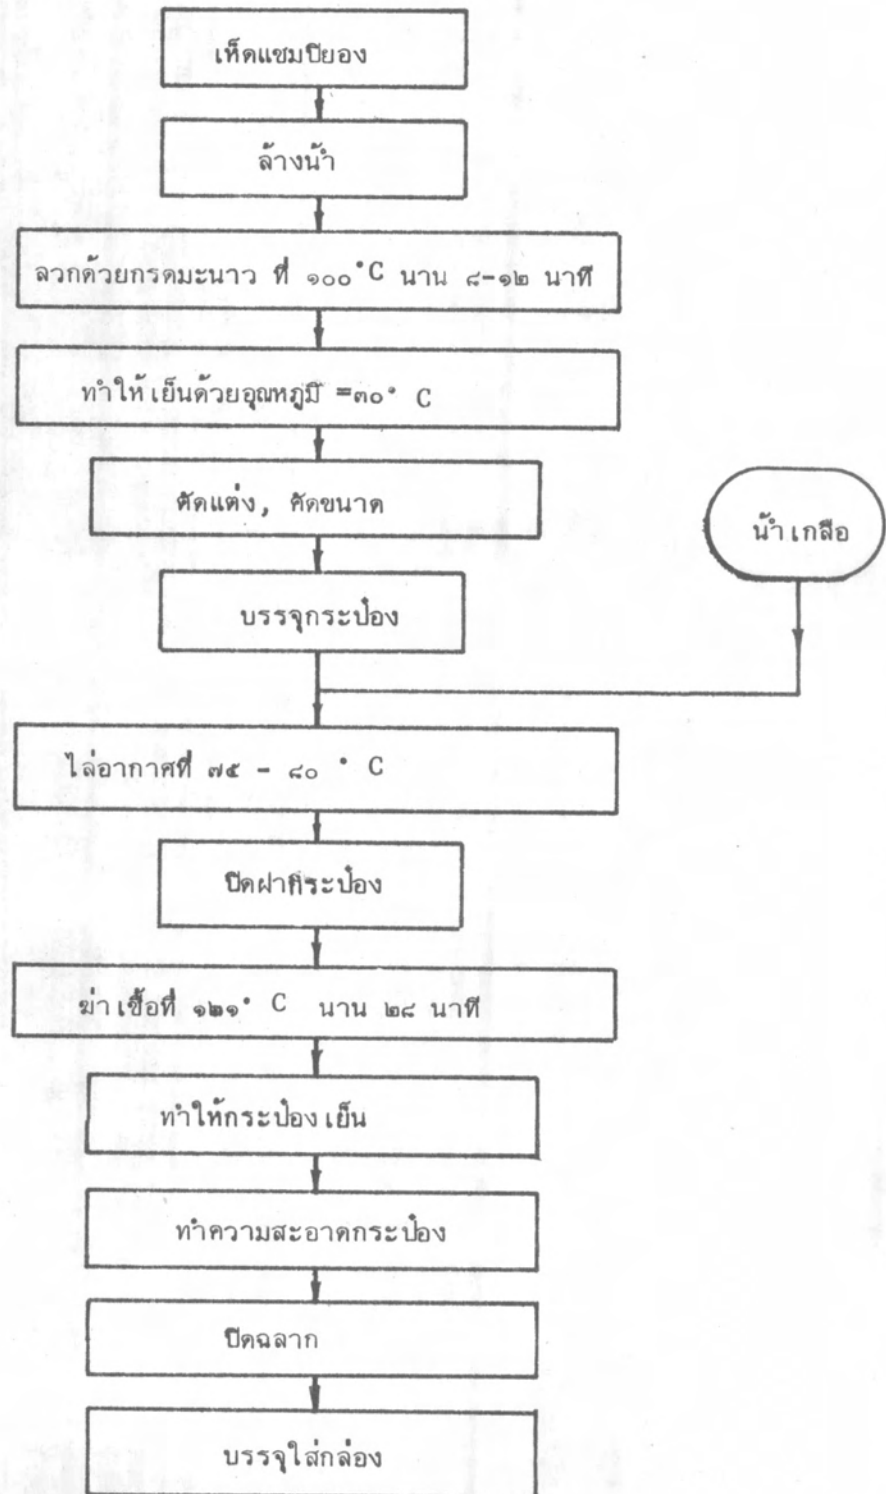 เห็ดแชมปิยอง
ล้างน้ำ
ลวกด้วยกรดมะนาว ที่ ๑๐๐°C นาน ๘-๑๒ นาที
ทำให้เย็นด้วยอุณหภูมิ =๓๐° C
ตัดแต่ง, คัดขนาด
น้ำเกลือ
บรรจุกระป๋อง
ไล่อากาศที่ ๗๕ - ๘๐ ° C
ปิดฝากระป๋อง
ฆ่าเชื้อที่ ๑๒๑° C นาน ๒๘ นาที
ทำให้กระป๋องเย็น
ทำความสะอาดกระป๋อง
ปิดฉลาก
บรรจุใส่กล่อง